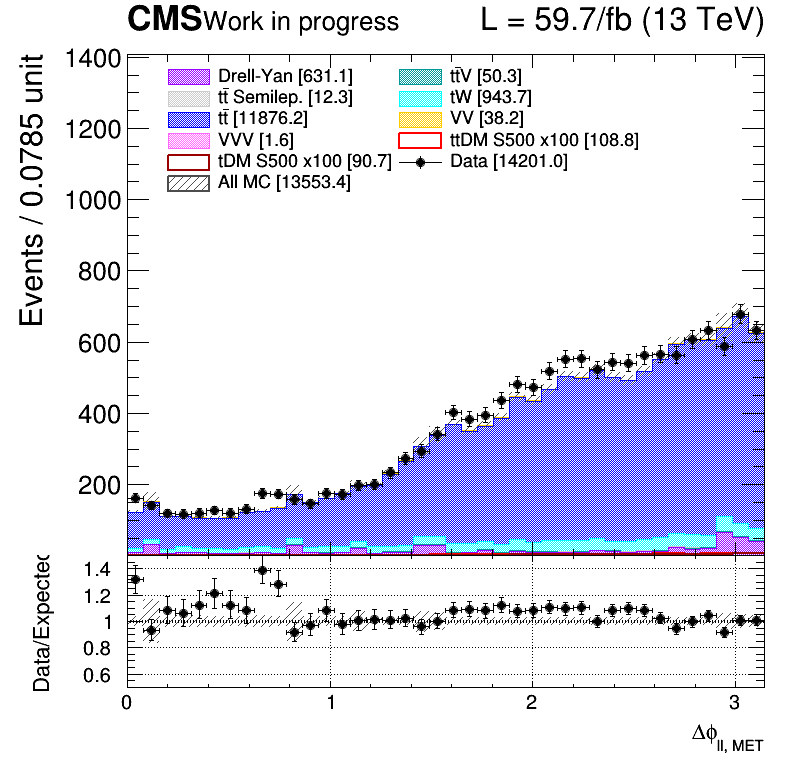 CMS Work in progress L = 59.7/fb (13 TeV)
Events / 0.0785 unit
1400
1200
1000
800
600
400
200
Drell-Yan [631.1]
tt̄ Semilep. [12.3]
tt̄ [11876.2]
VVV [1.6]
tDM S500 x100 [90.7]
All MC [13553.4]
tt̄V [50.3]
tW [943.7]
VV [38.2]
ttDM S500 x100 [108.8]
Data [14201.0]
Data/Expected
1.4
1.2
1
0.8
0.6
0 1 2 3
Δϕll, MET